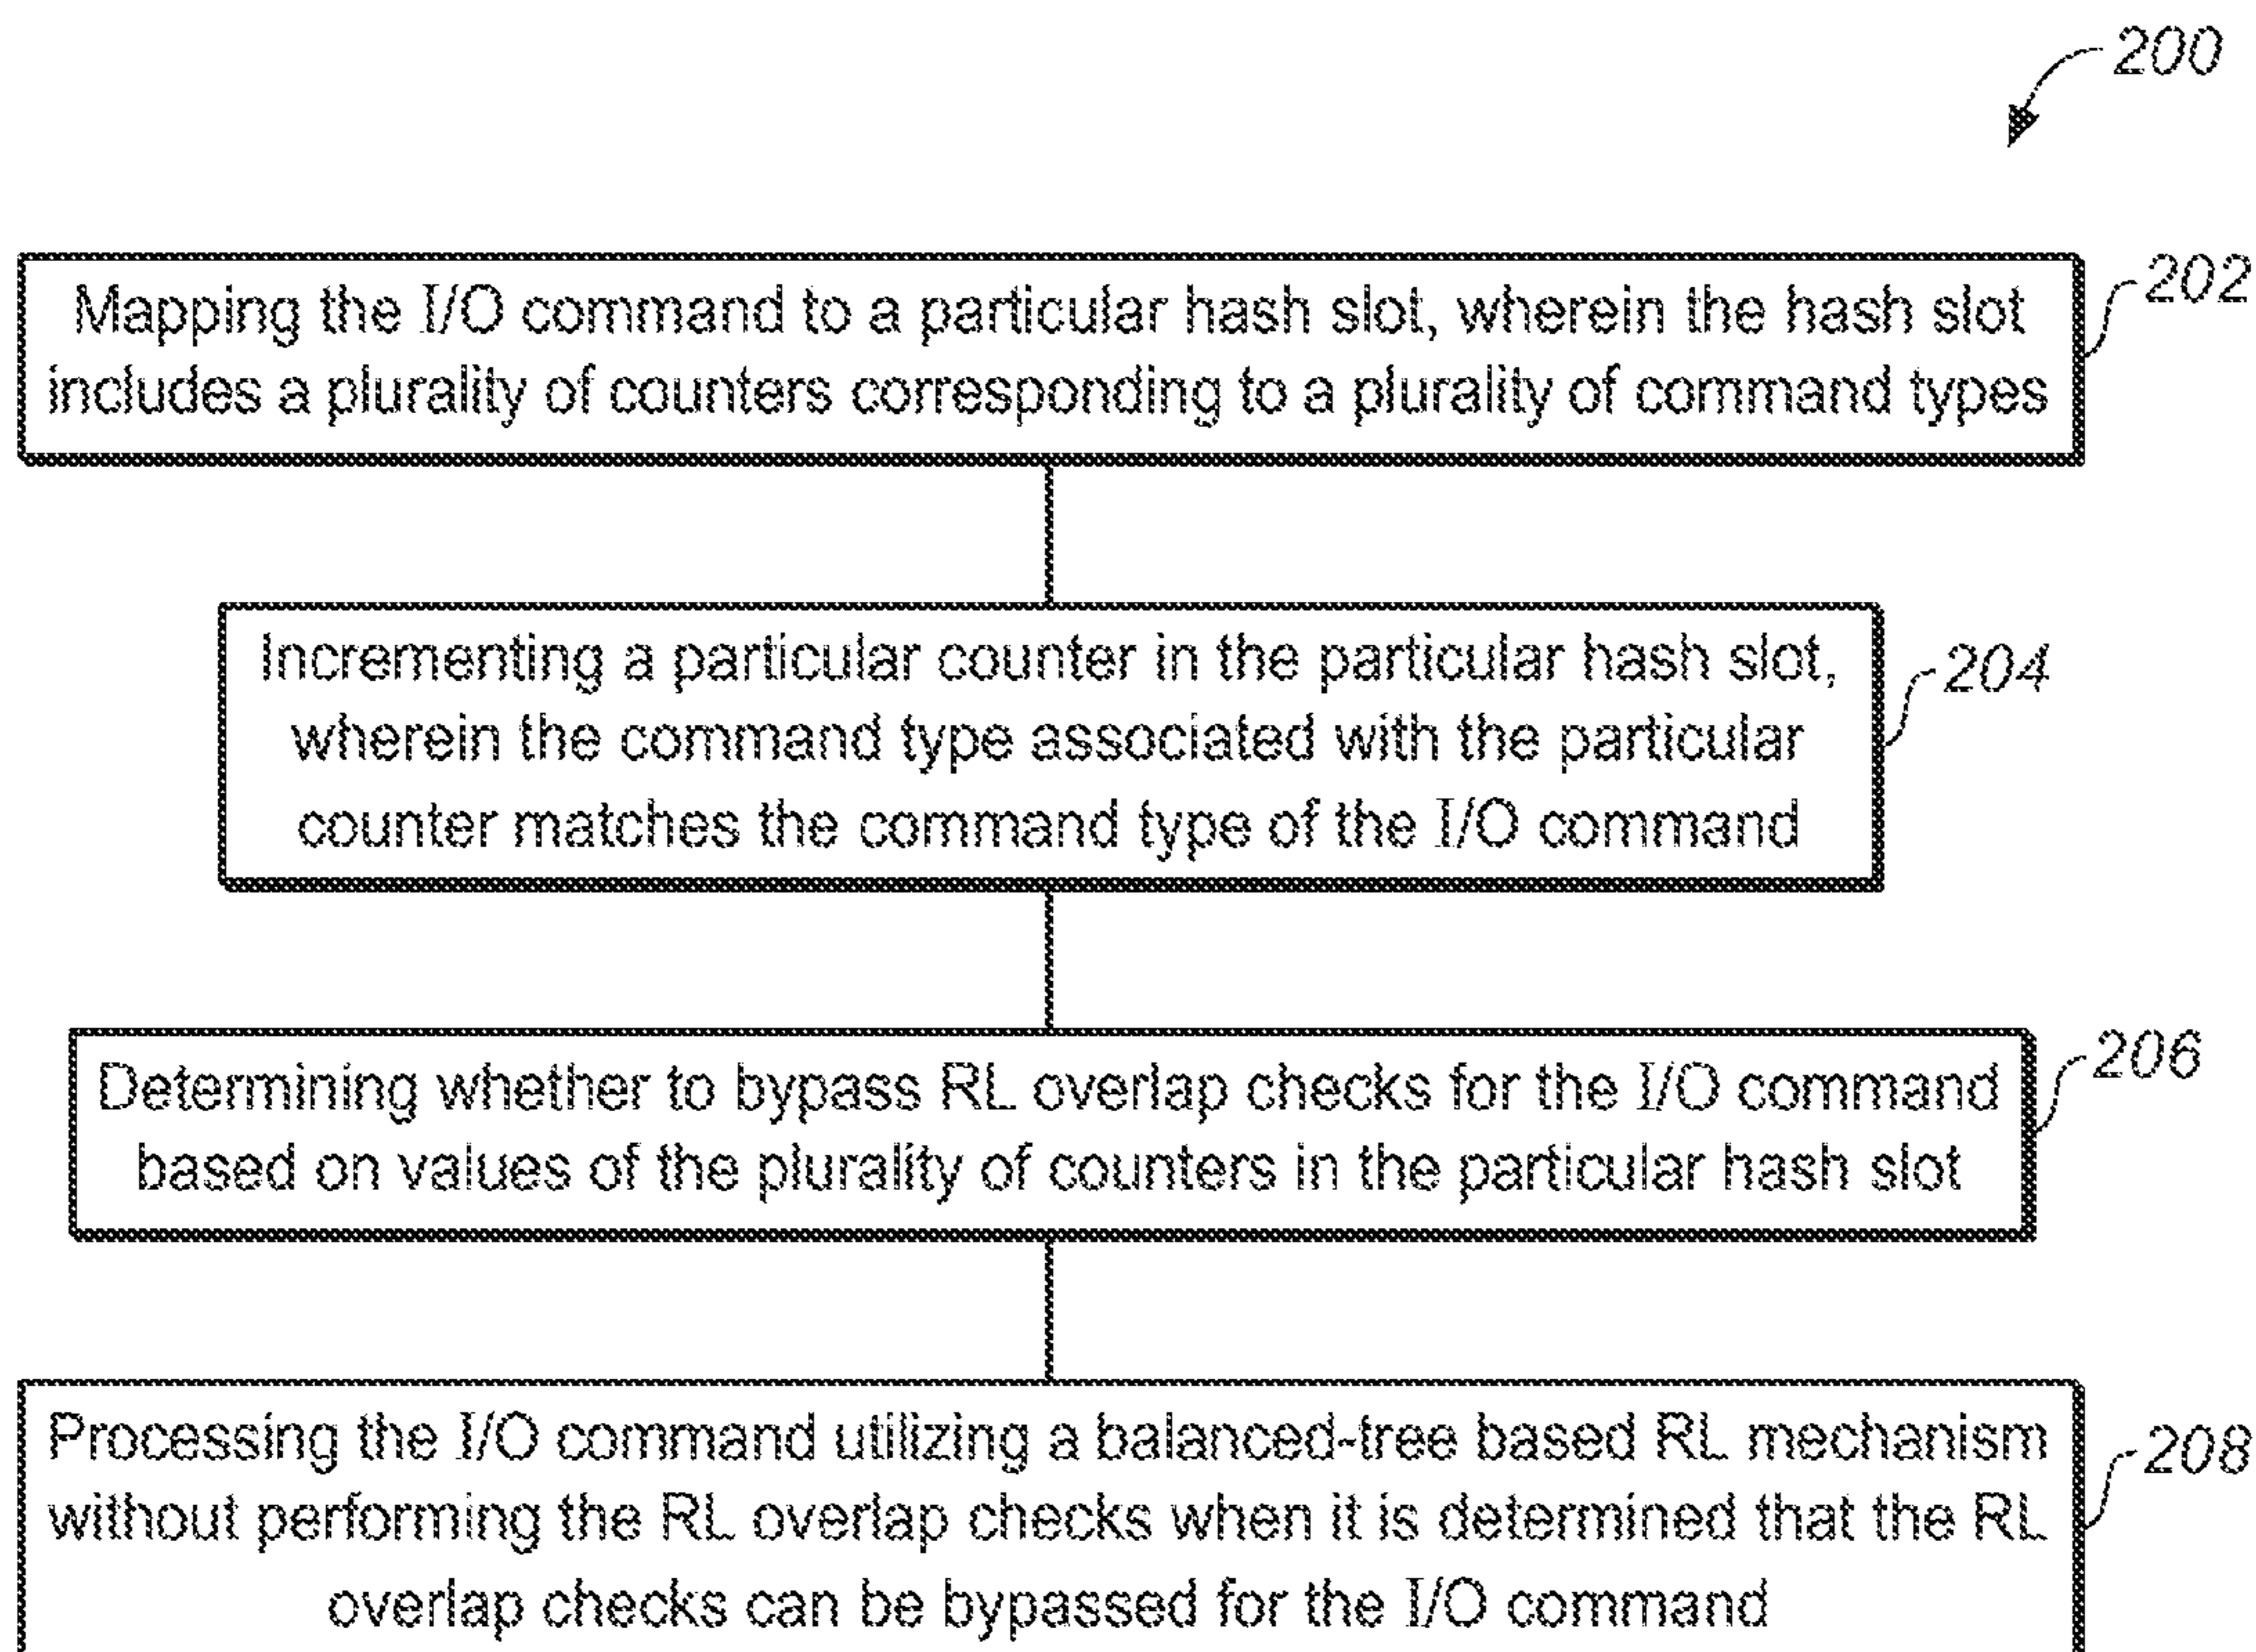 200
Mapping the I/O command to a particular hash slot, wherein the hash slot
includes a plurality of counters corresponding to a plurality of command types
202
Incrementing a particular counter in the particular hash slot,
wherein the command type associated with the particular
counter matches the command type of the I/O command
204
Determining whether to bypass RL overlap checks for the I/O command
based on values of the plurality of counters in the particular hash slot
206
Processing the I/O command utilizing a balanced-tree based RL mechanism
without performing the RL overlap checks when it is determined that the RL
overlap checks can be bypassed for the I/O command
208